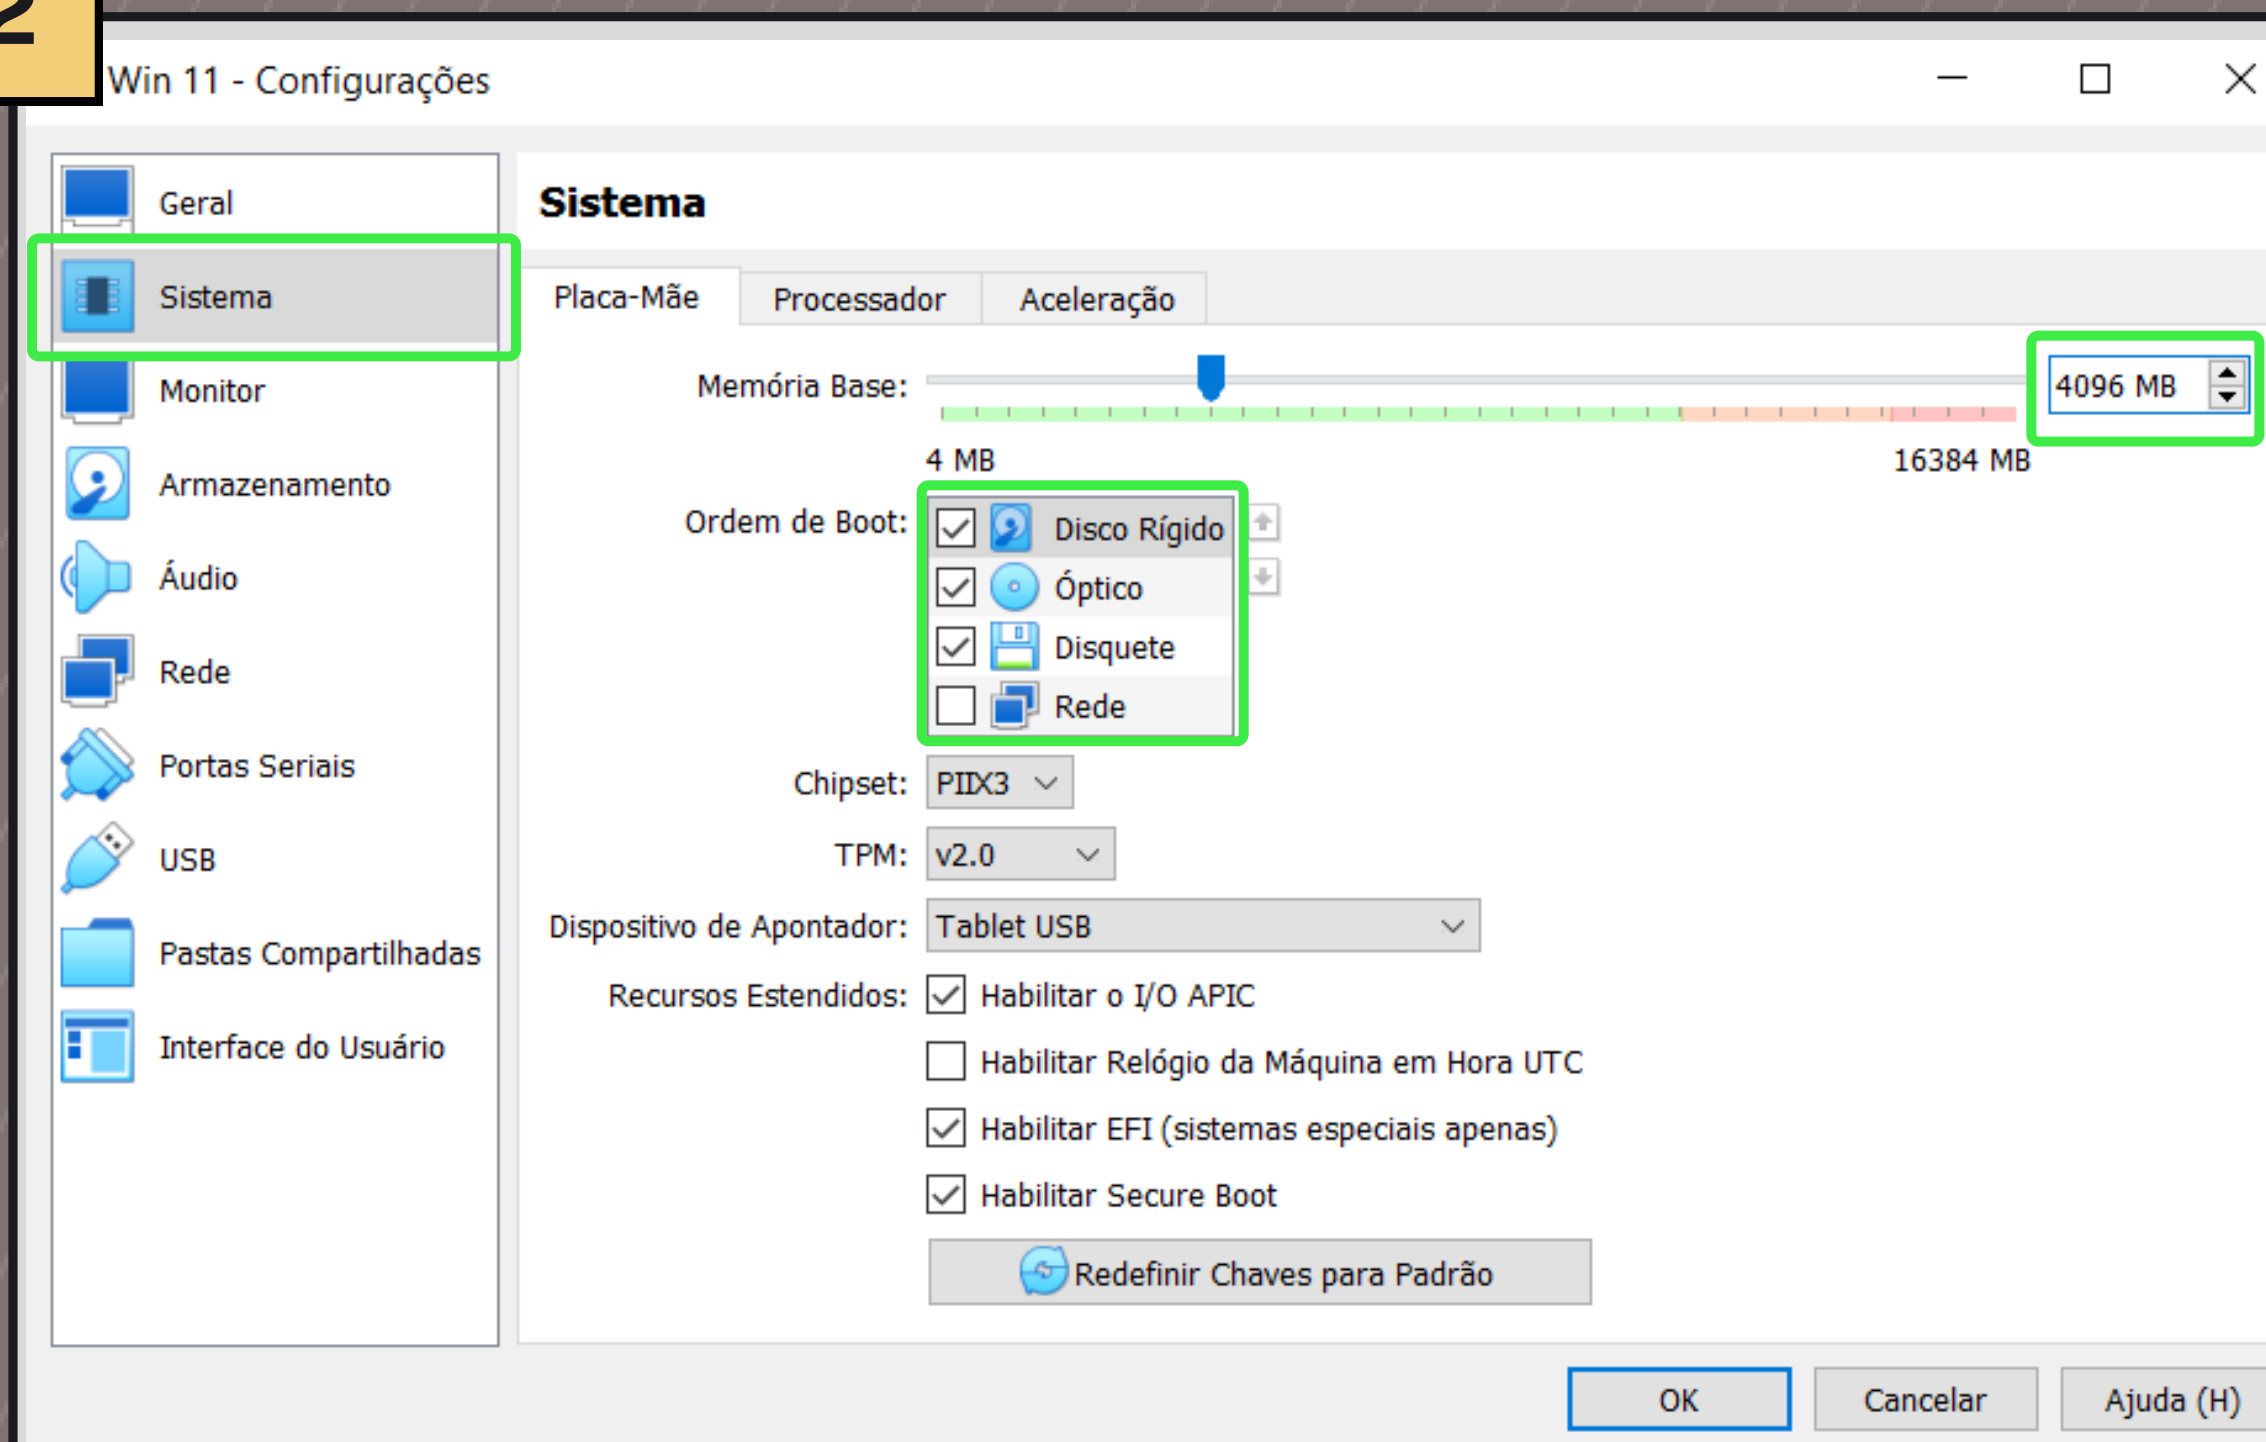 2
Win 11 - Configurações
Geral
Sistema
Monitor
Armazenamento
Áudio
Rede
Portas Seriais
USB
Pastas Compartilhadas
Interface do Usuário
Sistema
Placa-Mãe Processador Aceleração
Memória Base: 4096 MB
4 MB 16384 MB
Ordem de Boot: Disco Rígido
Óptico
Disquete
Rede
Chipset: PIIX3
TPM: v2.0
Dispositivo de Apontador: Tablet USB
Recursos Estendidos: Habilitar o I/O APIC
Habilitar Relógio da Máquina em Hora UTC
Habilitar EFI (sistemas especiais apenas)
Habilitar Secure Boot
Redefinir Chaves para Padrão
OK Cancelar Ajuda (H)